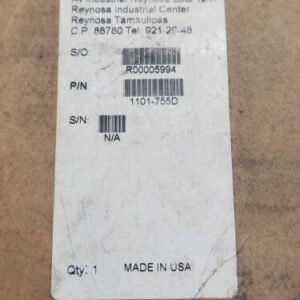 Reynosa Industrial Center
Reynosa Tamaulipas
C.P. 88780 Tel: 921-29-48
S/O:
R00005994
P/N
1101-755D
S/N:
N/A
Qty: 1 MADE IN USA